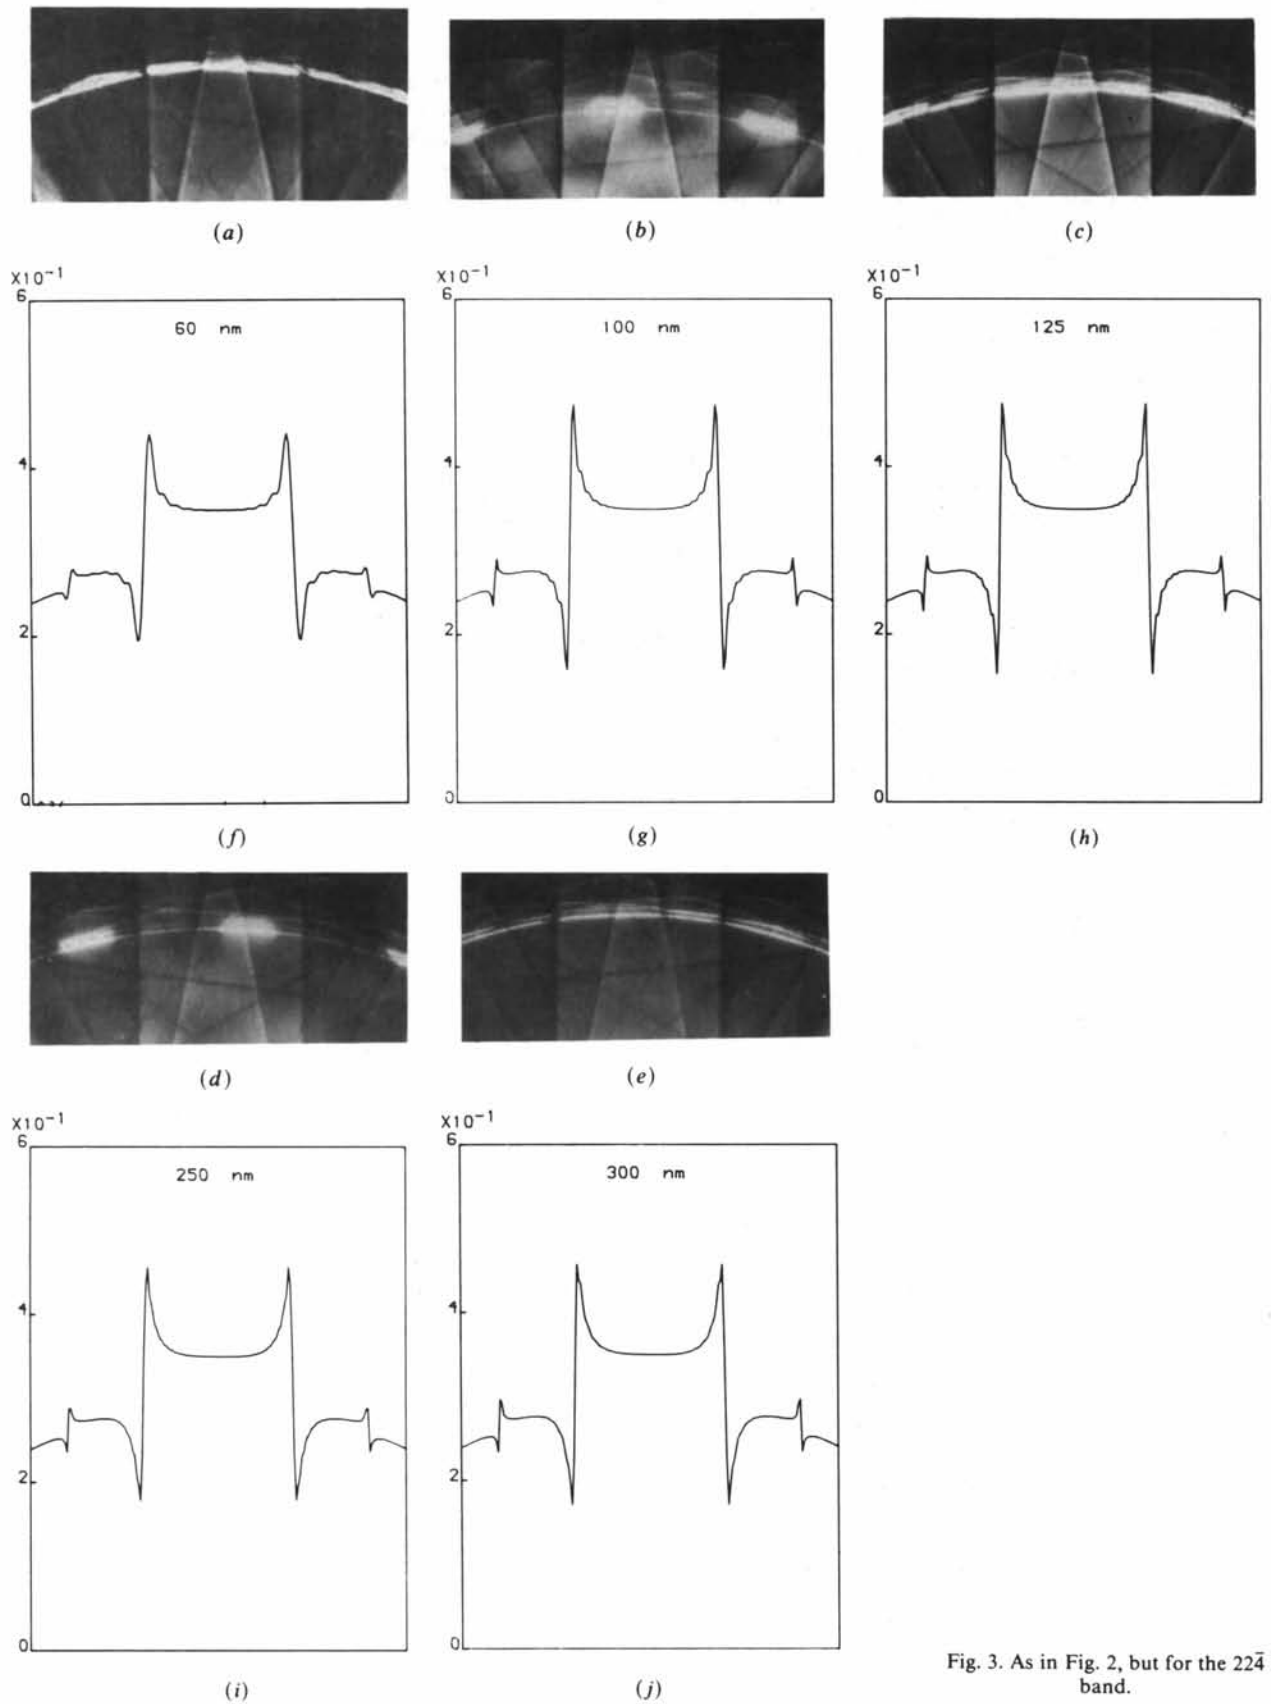 (a)
(b)
(c)
X10⁻¹
6
60 nm
4
2
0
(f)
X10⁻¹
6
100 nm
4
2
0
(g)
X10⁻¹
6
125 nm
4
2
0
(h)
(d)
(e)
X10⁻¹
6
250 nm
4
2
0
(i)
X10⁻¹
6
300 nm
4
2
0
(j)
Fig. 3. As in Fig. 2, but for the 224̄
band.